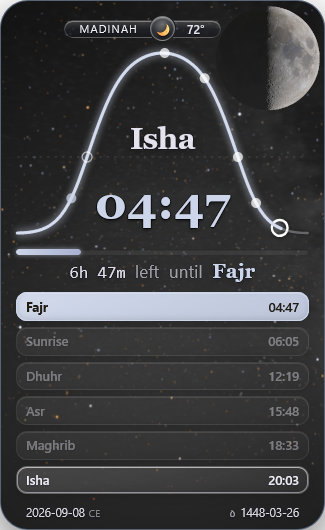 MADINAH 72°
Isha
04:47
6h 47m left until Fajr
Fajr 04:47
Sunrise 06:05
Dhuhr 12:19
Asr 15:48
Maghrib 18:33
Isha 20:03
2026-09-08 CE ه 1448-03-26